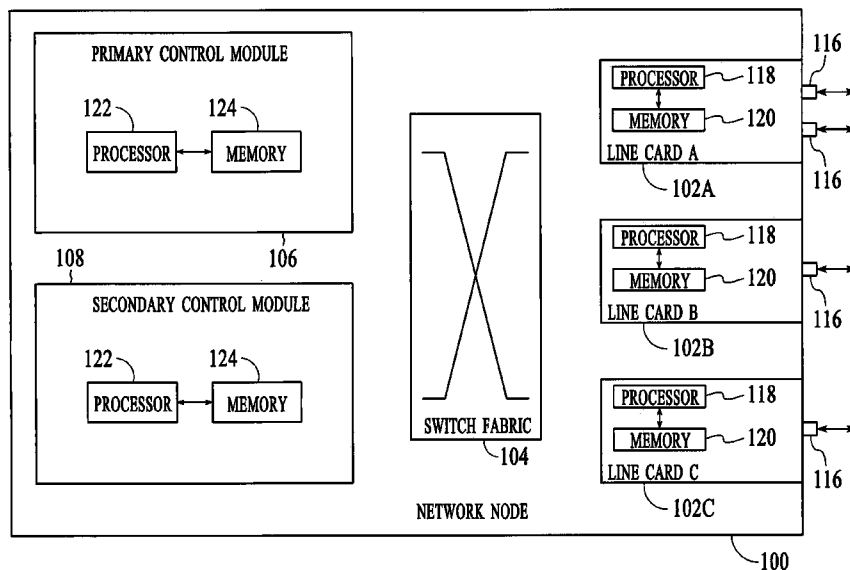 PRIMARY CONTROL MODULE
122
124
PROCESSOR
MEMORY
106
108
SECONDARY CONTROL MODULE
122
124
PROCESSOR
MEMORY
SWITCH FABRIC
104
NETWORK NODE
100
116
PROCESSOR
118
MEMORY
120
LINE CARD A
102A
116
PROCESSOR
118
MEMORY
120
LINE CARD B
102B
116
PROCESSOR
118
MEMORY
120
LINE CARD C
102C
116